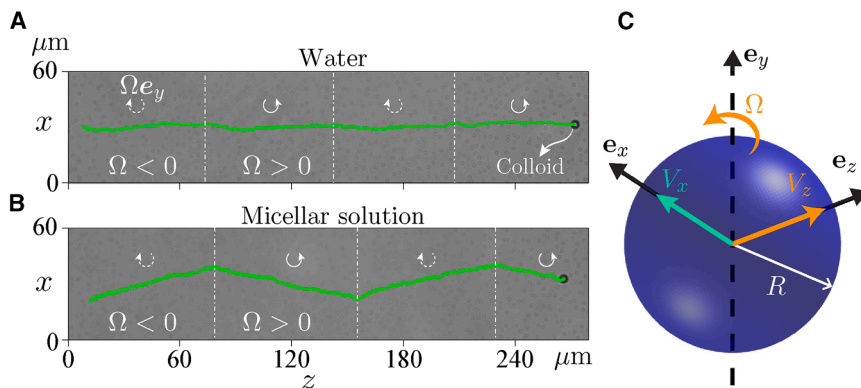 A
μm
Water
60
Ωe_y
x
Ω < 0
Ω > 0
Colloid
0
B
Micellar solution
60
x
Ω < 0
Ω > 0
0
0
60
120
180
240
μm
z
C
e_y
Ω
e_x
V_x
V_z
e_z
R